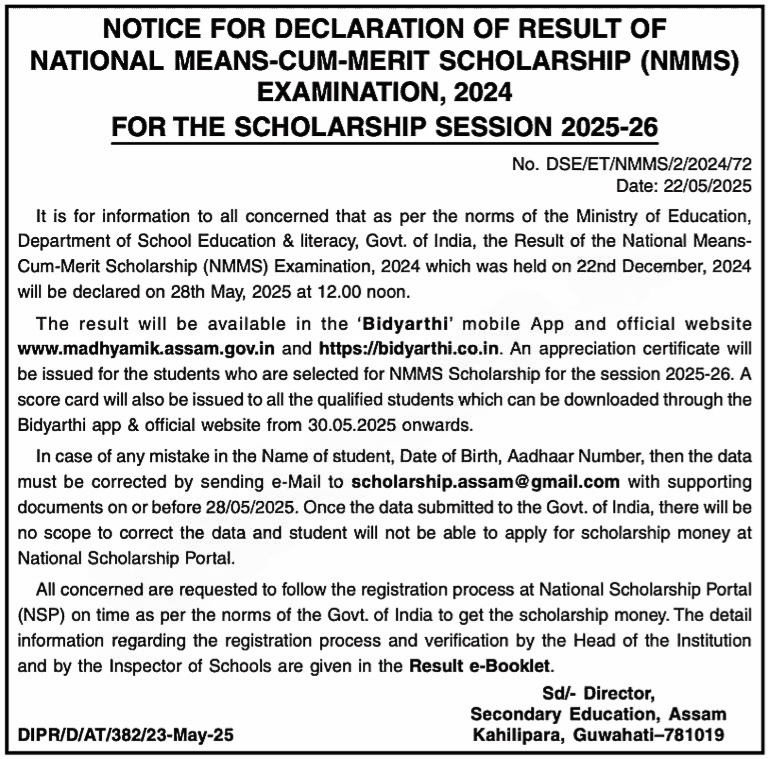 NOTICE FOR DECLARATION OF RESULT OF
NATIONAL MEANS-CUM-MERIT SCHOLARSHIP (NMMS)
EXAMINATION, 2024
FOR THE SCHOLARSHIP SESSION 2025-26
No. DSE/ET/NMMS/2/2024/72
Date: 22/05/2025
It is for information to all concerned that as per the norms of the Ministry of Education,
Department of School Education & literacy, Govt. of India, the Result of the National Means-
Cum-Merit Scholarship (NMMS) Examination, 2024 which was held on 22nd December, 2024
will be declared on 28th May, 2025 at 12.00 noon.
The result will be available in the ‘Bidyarthi’ mobile App and official website
www.madhyamik.assam.gov.in and https://bidyarthi.co.in. An appreciation certificate will
be issued for the students who are selected for NMMS Scholarship for the session 2025-26. A
score card will also be issued to all the qualified students which can be downloaded through the
Bidyarthi app & official website from 30.05.2025 onwards.
In case of any mistake in the Name of student, Date of Birth, Aadhaar Number, then the data
must be corrected by sending e-Mail to scholarship.assam@gmail.com with supporting
documents on or before 28/05/2025. Once the data submitted to the Govt. of India, there will be
no scope to correct the data and student will not be able to apply for scholarship money at
National Scholarship Portal.
All concerned are requested to follow the registration process at National Scholarship Portal
(NSP) on time as per the norms of the Govt. of India to get the scholarship money. The detail
information regarding the registration process and verification by the Head of the Institution
and by the Inspector of Schools are given in the Result e-Booklet.
Sd/- Director,
Secondary Education, Assam
DIPR/D/AT/382/23-May-25 Kahilipara, Guwahati–781019